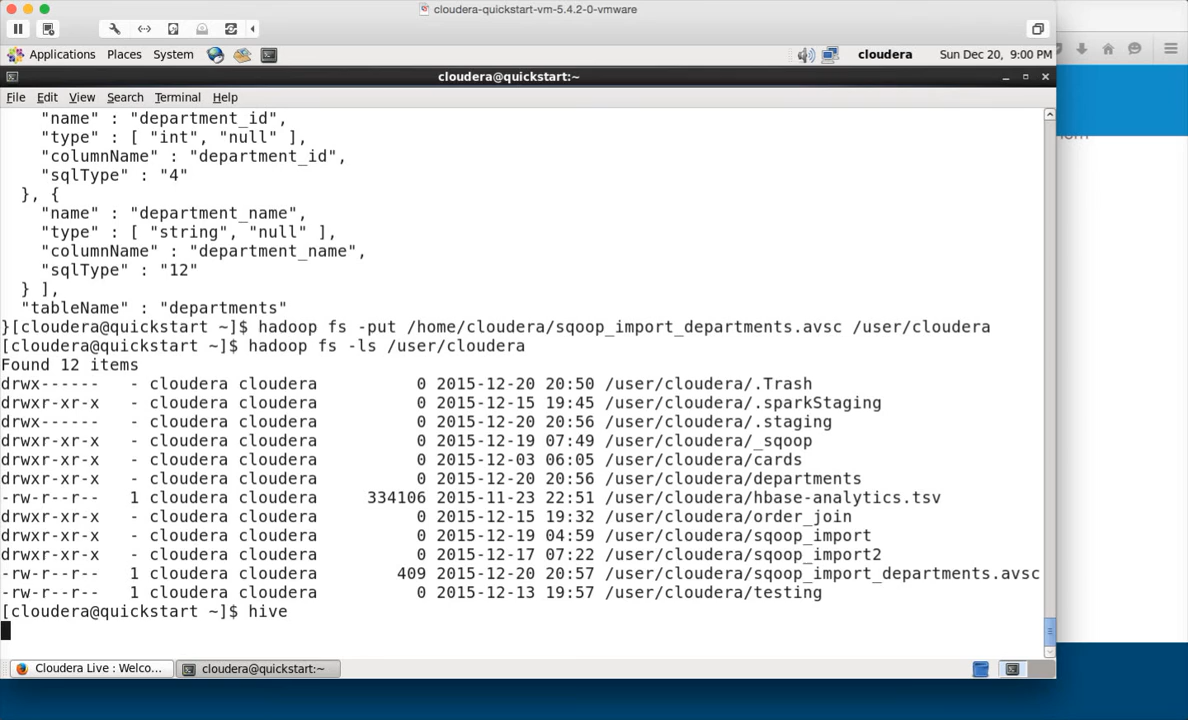 cloudera-quickstart-vm-5.4.2-0-vmware
Applications Places System cloudera Sun Dec 20, 9:00 PM
cloudera@quickstart:~
File Edit View Search Terminal Help
"name" : "department_id",
"type" : [ "int", "null" ],
"columnName" : "department_id",
"sqlType" : "4"
}, {
"name" : "department_name",
"type" : [ "string", "null" ],
"columnName" : "department_name",
"sqlType" : "12"
} ],
"tableName" : "departments"
}[cloudera@quickstart ~]$ hadoop fs -put /home/cloudera/sqoop_import_departments.avsc /user/cloudera
[cloudera@quickstart ~]$ hadoop fs -ls /user/cloudera
Found 12 items
drwx------ - cloudera cloudera 0 2015-12-20 20:50 /user/cloudera/.Trash
drwxr-xr-x - cloudera cloudera 0 2015-12-15 19:45 /user/cloudera/.sparkStaging
drwx------ - cloudera cloudera 0 2015-12-20 20:56 /user/cloudera/.staging
drwxr-xr-x - cloudera cloudera 0 2015-12-19 07:49 /user/cloudera/_sqoop
drwxr-xr-x - cloudera cloudera 0 2015-12-03 06:05 /user/cloudera/cards
drwxr-xr-x - cloudera cloudera 0 2015-12-20 20:56 /user/cloudera/departments
-rw-r--r-- 1 cloudera cloudera 334106 2015-11-23 22:51 /user/cloudera/hbase-analytics.tsv
drwxr-xr-x - cloudera cloudera 0 2015-12-15 19:32 /user/cloudera/order_join
drwxr-xr-x - cloudera cloudera 0 2015-12-19 04:59 /user/cloudera/sqoop_import
drwxr-xr-x - cloudera cloudera 0 2015-12-17 07:22 /user/cloudera/sqoop_import2
-rw-r--r-- 1 cloudera cloudera 409 2015-12-20 20:57 /user/cloudera/sqoop_import_departments.avsc
-rw-r--r-- 1 cloudera cloudera 0 2015-12-13 19:57 /user/cloudera/testing
[cloudera@quickstart ~]$ hive
Cloudera Live : Welco... cloudera@quickstart:~